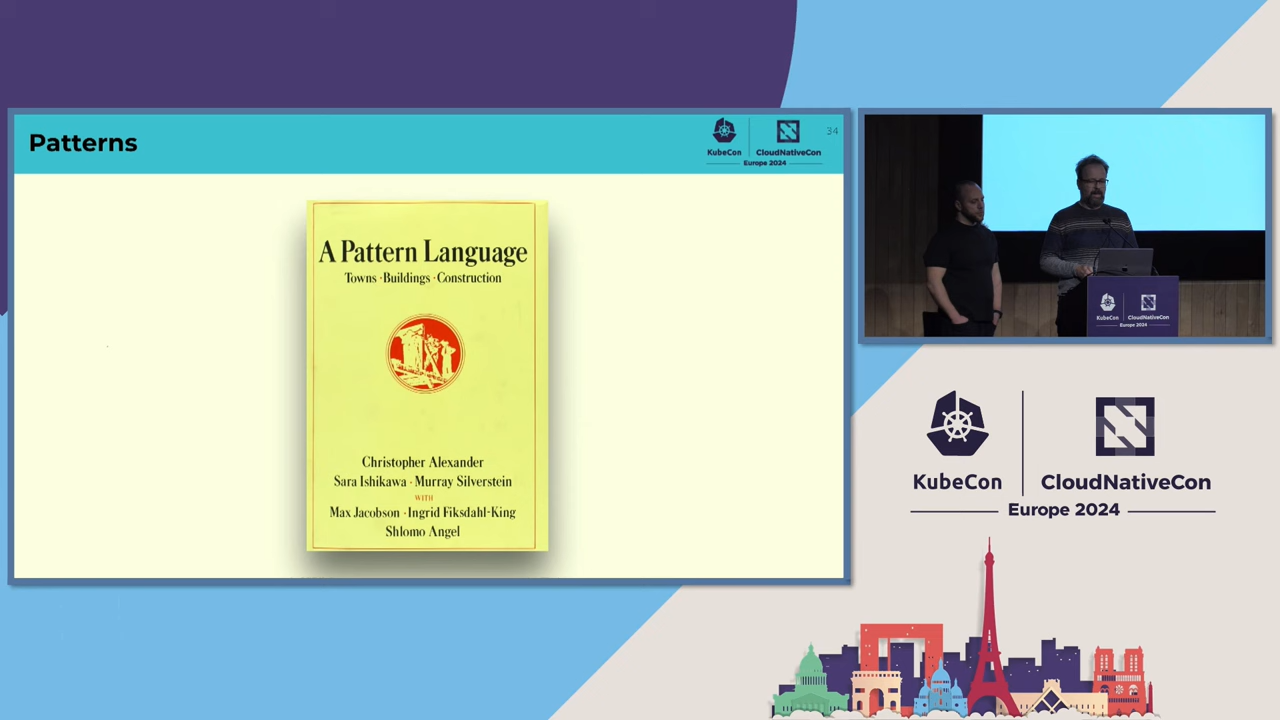 Patterns
KubeCon
CloudNativeCon
Europe 2024
34
A Pattern Language
Towns · Buildings · Construction
Christopher Alexander
Sara Ishikawa · Murray Silverstein
WITH
Max Jacobson · Ingrid Fiksdahl-King
Shlomo Angel
KubeCon
CloudNativeCon
Europe 2024
KubeCon
CloudNativeCon
Europe 2024